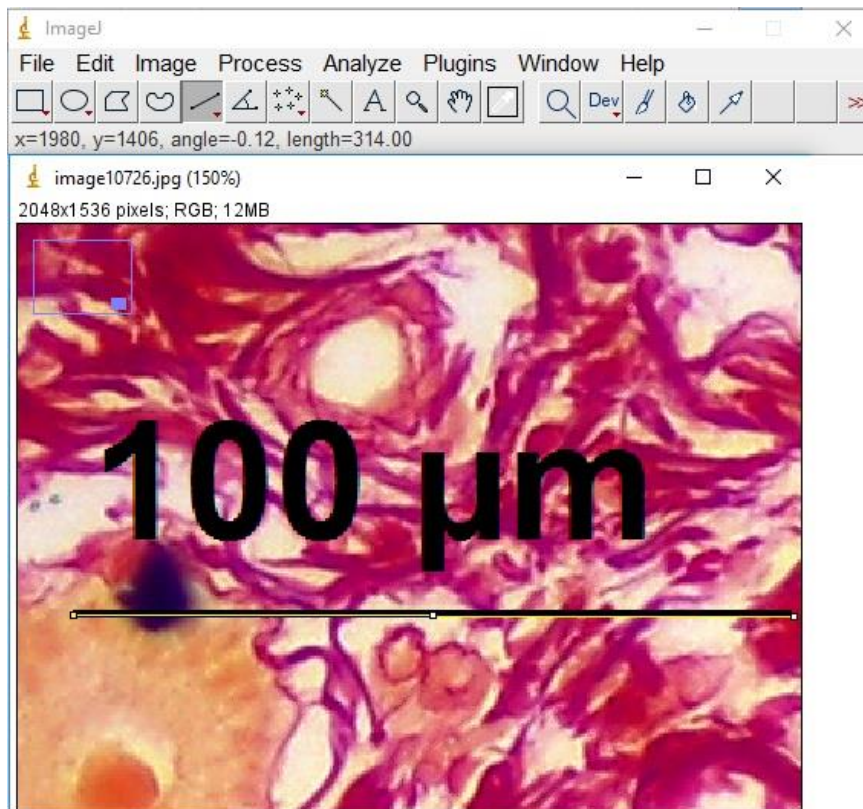 ImageJ
File Edit Image Process Analyze Plugins Window Help
A Dev >>
x=1980, y=1406, angle=-0.12, length=314.00
image10726.jpg (150%)
2048x1536 pixels; RGB; 12MB
100 µm